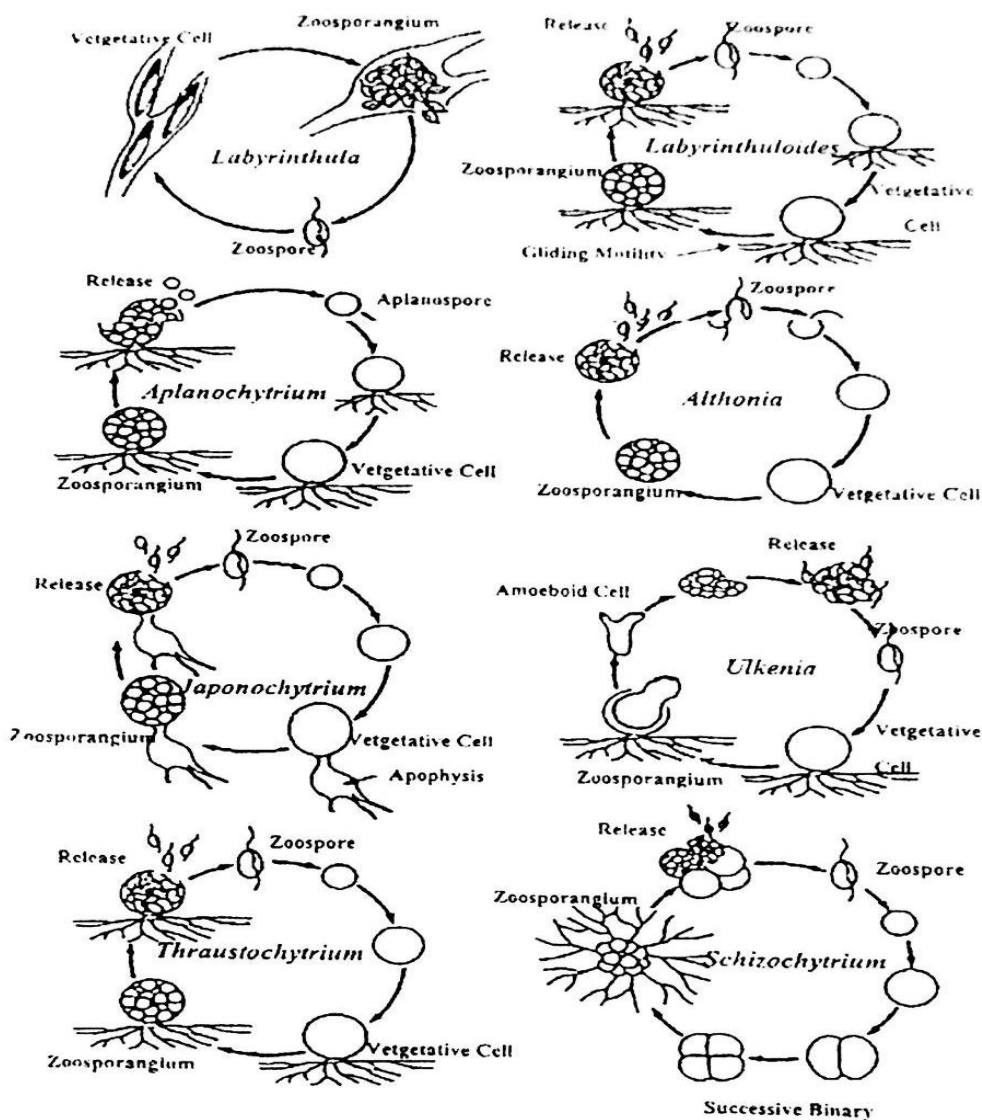 Vetgetative Cell
Zoosporangium
Labyrinthula
Zoospore
Release
Zoospore
Labyrinthuloides
Zoosporangium
Vetgetative
Cell
Gliding Motility
Release
Aplanospore
Aplanochytrium
Vetgetative Cell
Zoosporangium
Zoospore
Release
Althonia
Zoosporangium
Vetgetative Cell
Zoospore
Release
Japonochytrium
Zoosporangium
Vetgetative Cell
Apophysis
Release
Amoeboid Cell
Zoospore
Ulkenia
Vetgetative
Cell
Zoosporangium
Zoospore
Release
Thraustochytrium
Vetgetative Cell
Zoosporangium
Release
Zoospore
Zoosporangium
Schizochytrium
Successive Binary